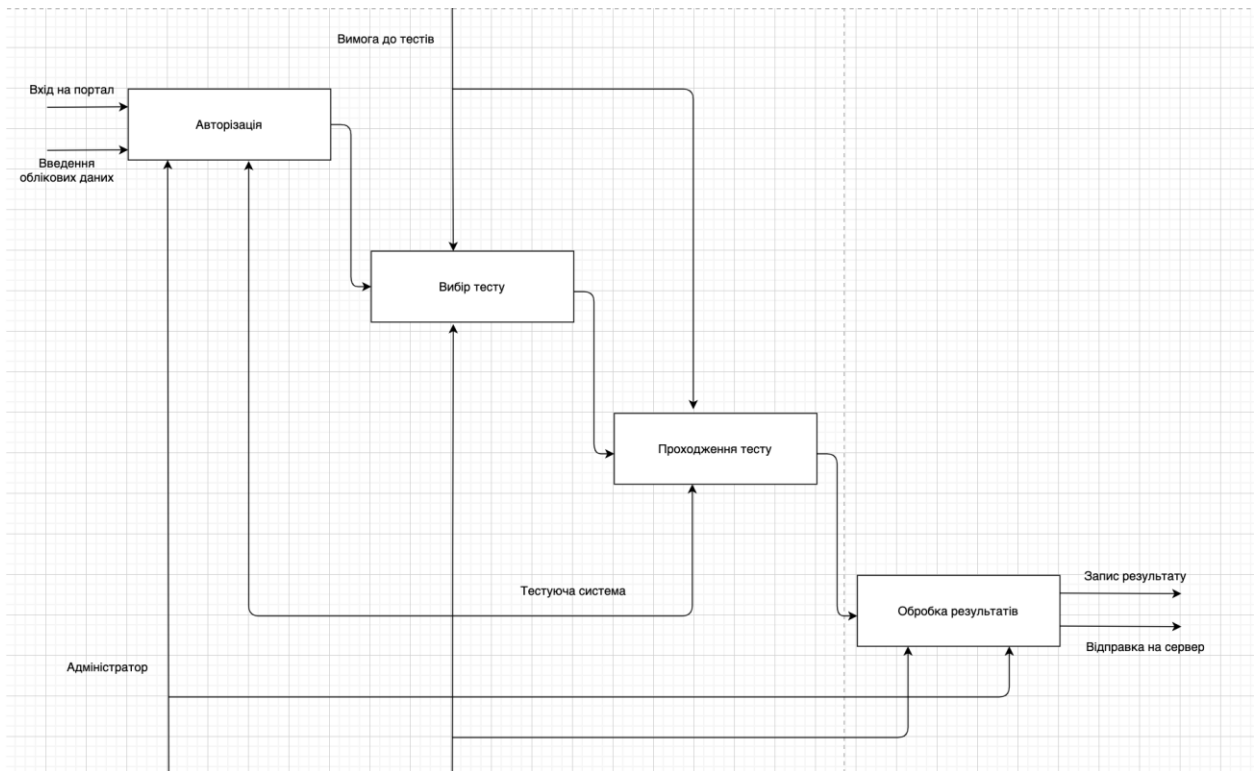 Вимога до тестів
Вхід на портал
Авторізація
Введення
облікових даних
Вибір тесту
Проходження тесту
Тестуюча система
Запис результату
Обробка результатів
Відправка на сервер
Адміністратор